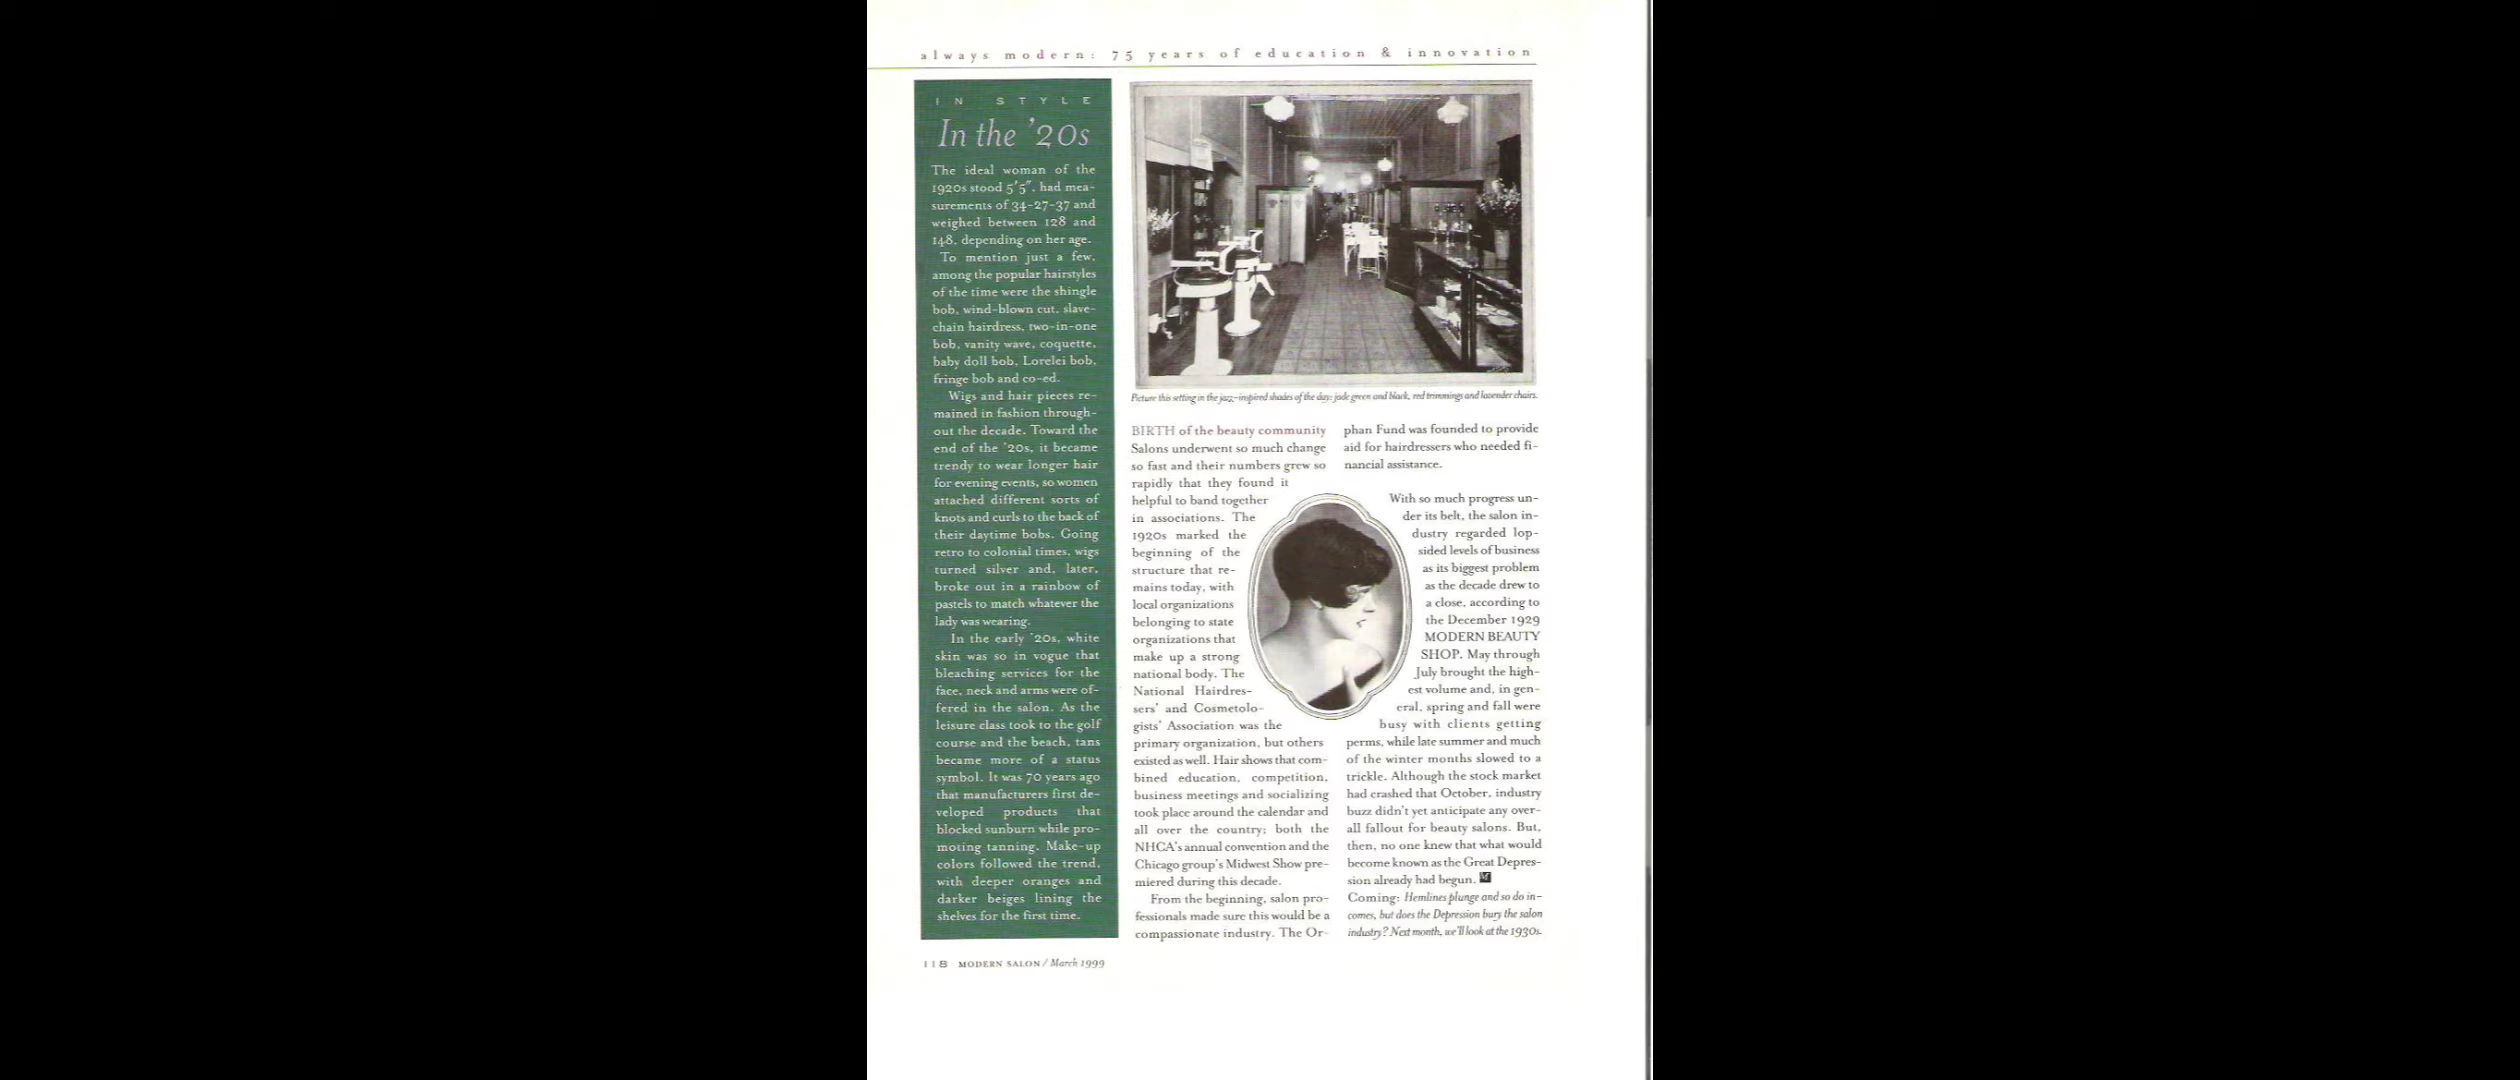 always modern: 75 years of education & innovation
IN STYLE
In the '20s
The ideal woman of the
1920s stood 5'5", had mea-
surements of 34-27-37 and
weighed between 128 and
148, depending on her age.
To mention just a few,
among the popular hairstyles
of the time were the shingle
bob, wind-blown cut, slave-
chain hairdress, two-in-one
bob, vanity wave, coquette,
baby doll bob, Lorelei bob,
fringe bob and co-ed.
Wigs and hair pieces re-
mained in fashion through-
out the decade. Toward the
end of the '20s, it became
trendy to wear longer hair
for evening events, so women
attached different sorts of
knots and curls to the back of
their daytime bobs. Going
retro to colonial times, wigs
turned silver and, later,
broke out in a rainbow of
pastels to match whatever the
lady was wearing.
In the early '20s, white
skin was so in vogue that
bleaching services for the
face, neck and arms were of-
fered in the salon. As the
leisure class took to the golf
course and the beach, tans
became more of a status
symbol. It was 70 years ago
that manufacturers first de-
veloped products that
blocked sunburn while pro-
moting tanning. Make-up
colors followed the trend,
with deeper oranges and
darker beiges lining the
shelves for the first time.
Picture this setting in the jazz-inspired shades of the day: jade green and black, red trimmings and lavender chairs.
BIRTH of the beauty community
Salons underwent so much change
so fast and their numbers grew so
rapidly that they found it
helpful to band together
in associations. The
1920s marked the
beginning of the
structure that re-
mains today, with
local organizations
belonging to state
organizations that
make up a strong
national body. The
National Hairdres-
sers' and Cosmetolo-
gists' Association was the
primary organization, but others
existed as well. Hair shows that com-
bined education, competition,
business meetings and socializing
took place around the calendar and
all over the country; both the
NHCA's annual convention and the
Chicago group's Midwest Show pre-
miered during this decade.
From the beginning, salon pro-
fessionals made sure this would be a
compassionate industry. The Or-
phan Fund was founded to provide
aid for hairdressers who needed fi-
nancial assistance.
With so much progress un-
der its belt, the salon in-
dustry regarded lop-
sided levels of business
as its biggest problem
as the decade drew to
a close, according to
the December 1929
MODERN BEAUTY
SHOP. May through
July brought the high-
est volume and, in gen-
eral, spring and fall were
busy with clients getting
perms, while late summer and much
of the winter months slowed to a
trickle. Although the stock market
had crashed that October, industry
buzz didn't yet anticipate any over-
all fallout for beauty salons. But,
then, no one knew that what would
become known as the Great Depres-
sion already had begun.
Coming: Hemlines plunge and so do in-
comes, but does the Depression bury the salon
industry? Next month, we'll look at the 1930s.
118 MODERN SALON / March 1999